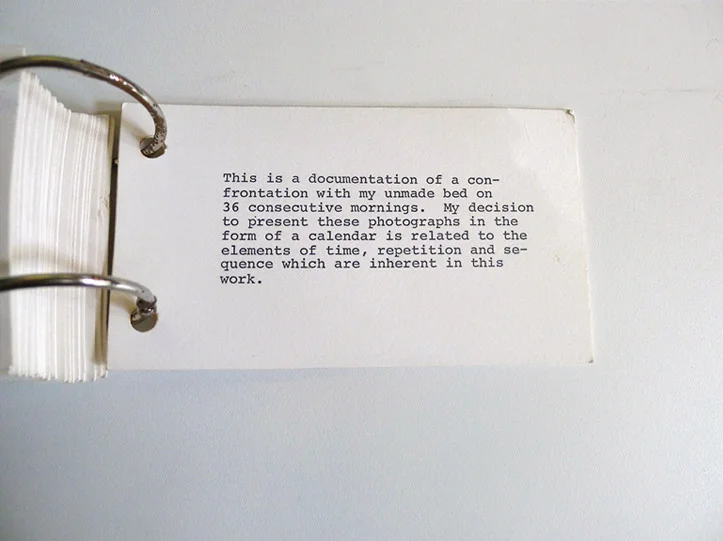 This is a documentation of a con-
frontation with my unmade bed on
36 consecutive mornings.  My decision
to present these photographs in the
form of a calendar is related to the
elements of time, repetition and se-
quence which are inherent in this
work.